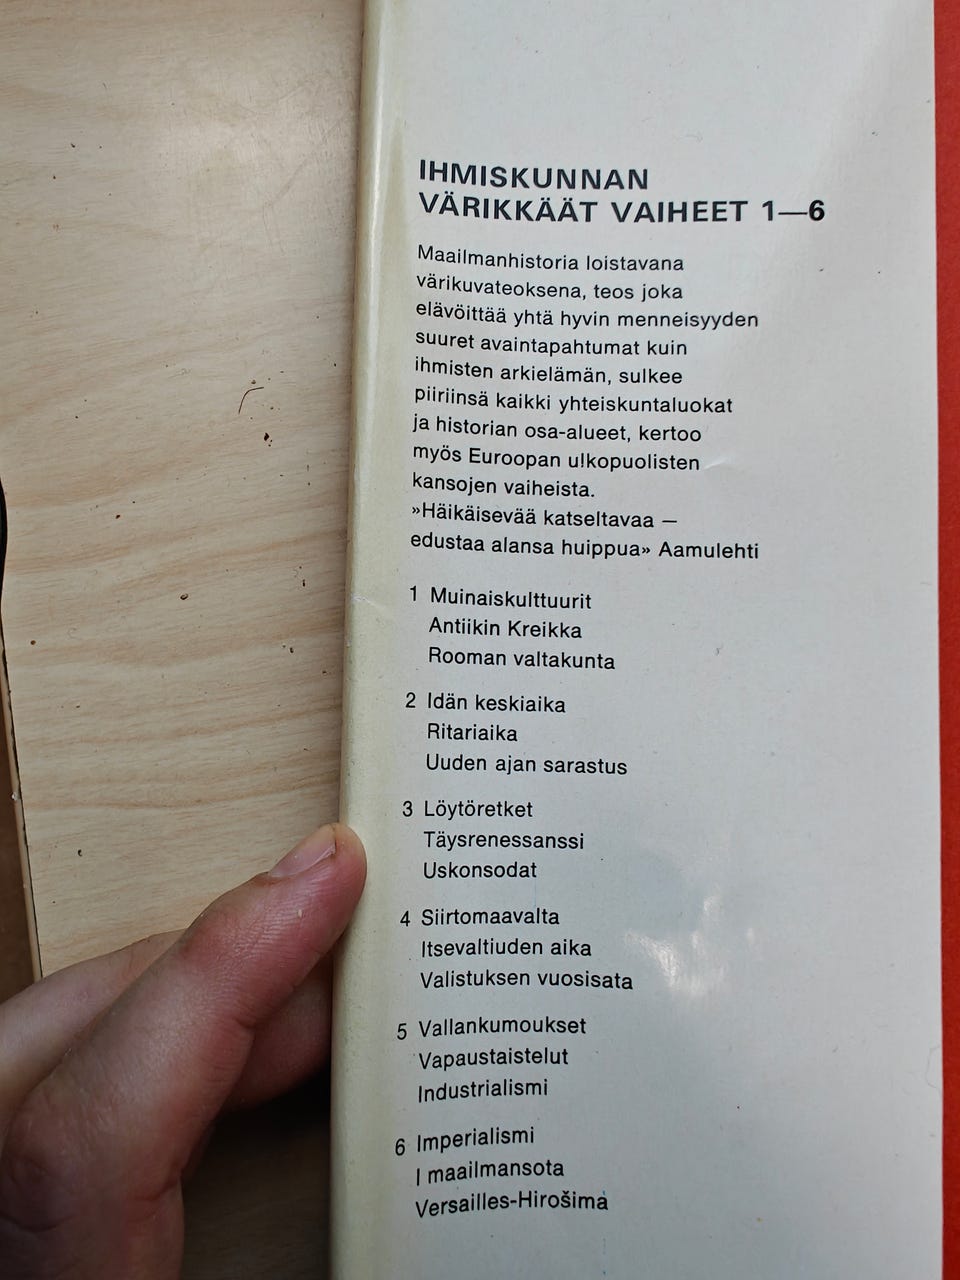 IHMISKUNNAN
VÄRIKKÄÄT VAIHEET 1—6
Maailmanhistoria loistavana
värikuvateoksena, teos joka
elävöittää yhtä hyvin menneisyyden
suuret avaintapahtumat kuin
ihmisten arkielämän, sulkee
piiriinsä kaikki yhteiskuntaluokat
ja historian osa-alueet, kertoo
myös Euroopan ulkopuolisten
kansojen vaiheista.
»Häikäisevää katseltavaa —
edustaa alansa huippua» Aamulehti
1 Muinaiskulttuurit
Antiikin Kreikka
Rooman valtakunta
2 Idän keskiaika
Ritariaika
Uuden ajan sarastus
3 Löytöretket
Täysrenessanssi
Uskonsodat
4 Siirtomaavalta
Itsevaltiuden aika
Valistuksen vuosisata
5 Vallankumoukset
Vapaustaistelut
Industrialismi
6 Imperialismi
I maailmansota
Versailles-Hirošima